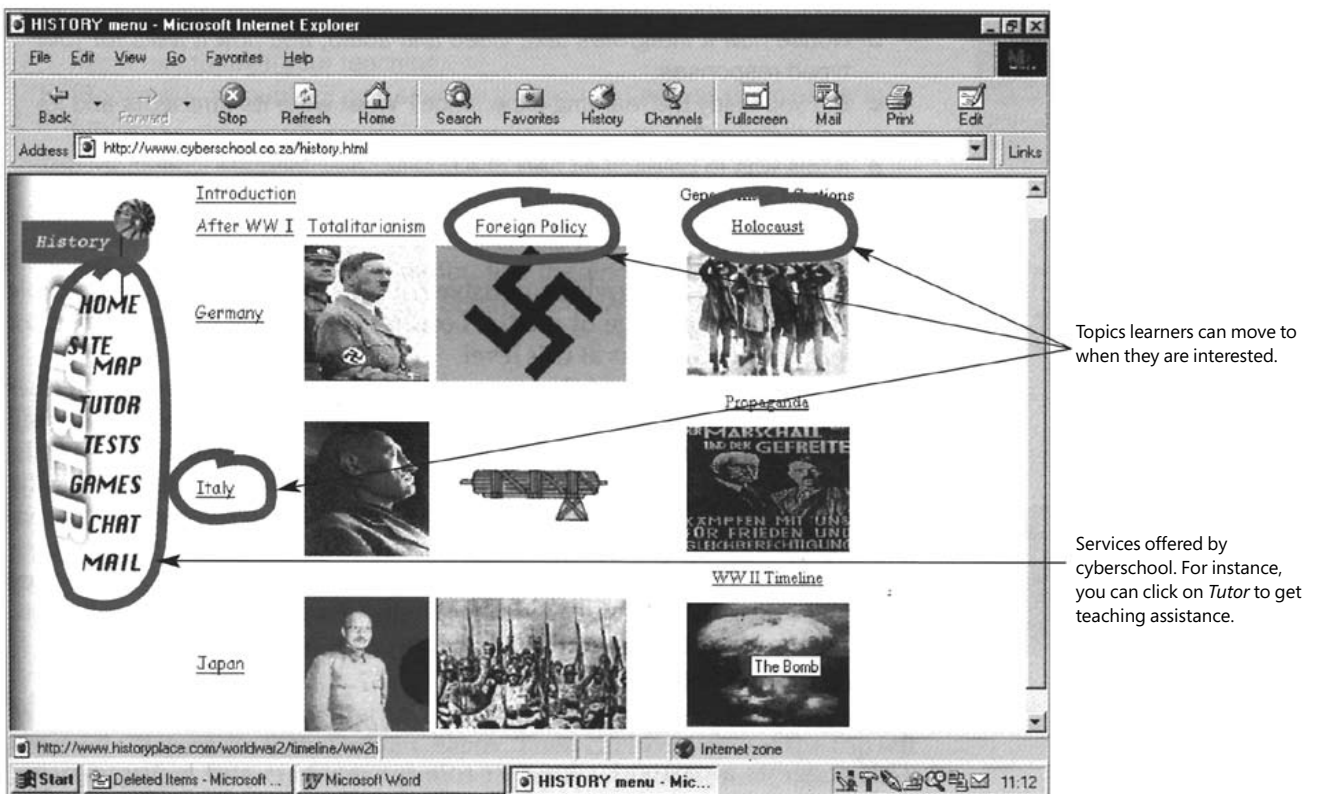 HISTORY menu - Microsoft Internet Explorer
File Edit View Go Favorites Help
Back Forward Stop Refresh Home Search Favorites History Channels Fullscreen Mail Print Edit
Address http://www.cyberschool.co.za/history.html Links
Introduction
After WW I Totalitarianism Foreign Policy Holocaust
History
HOME
SITE
MAP
TUTOR
TESTS
GAMES
CHAT
MAIL
Germany
Topics learners can move to
when they are interested.
Propaganda
MARSCHALL
UND DER GEFREITE
KÄMPFEN MIT UNS
FÜR FRIEDEN UND
GLEICHBERECHTIGUNG
Italy
Services offered by
cyberschool. For instance,
you can click on Tutor to get
teaching assistance.
WW II Timeline
Japan
The Bomb
http://www.historyplace.com/worldwar2/timeline/ww2ti
Internet zone
Start Deleted Items - Microsoft ... Microsoft Word HISTORY menu - Mic... 11:12